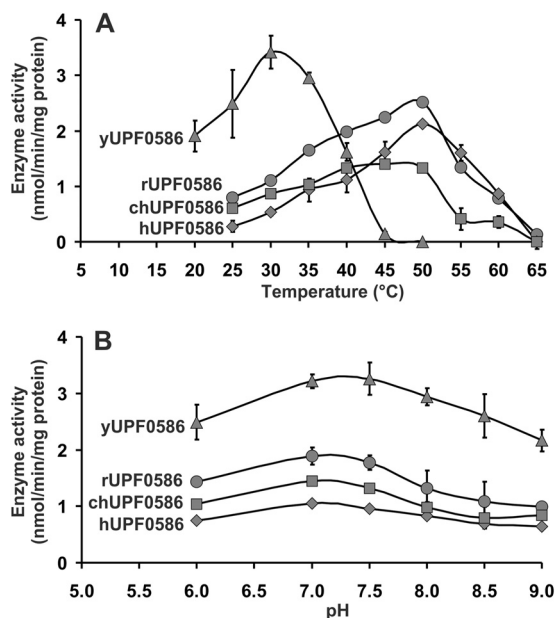 A
Enzyme activity
(nmol/min/mg protein)
4
3
2
1
0
yUPF0586
rUPF0586
chUPF0586
hUPF0586
5 10 15 20 25 30 35 40 45 50 55 60 65
Temperature (°C)
B
Enzyme activity
(nmol/min/mg protein)
4
3
2
1
0
yUPF0586
rUPF0586
chUPF0586
hUPF0586
5.0 5.5 6.0 6.5 7.0 7.5 8.0 8.5 9.0
pH